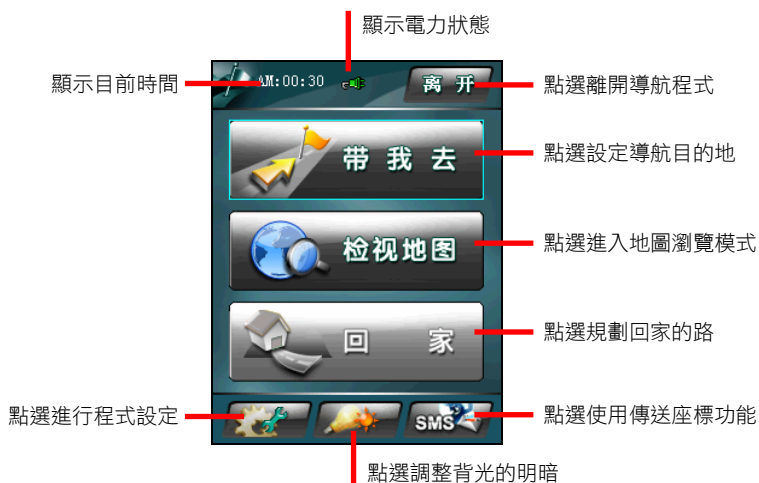 顯示電力狀態
顯示目前時間
AM:00:30
离 开
點選離開導航程式
带 我 去
點選設定導航目的地
检视地图
點選進入地圖瀏覽模式
回 家
點選規劃回家的路
點選進行程式設定
SMS
點選使用傳送座標功能
點選調整背光的明暗